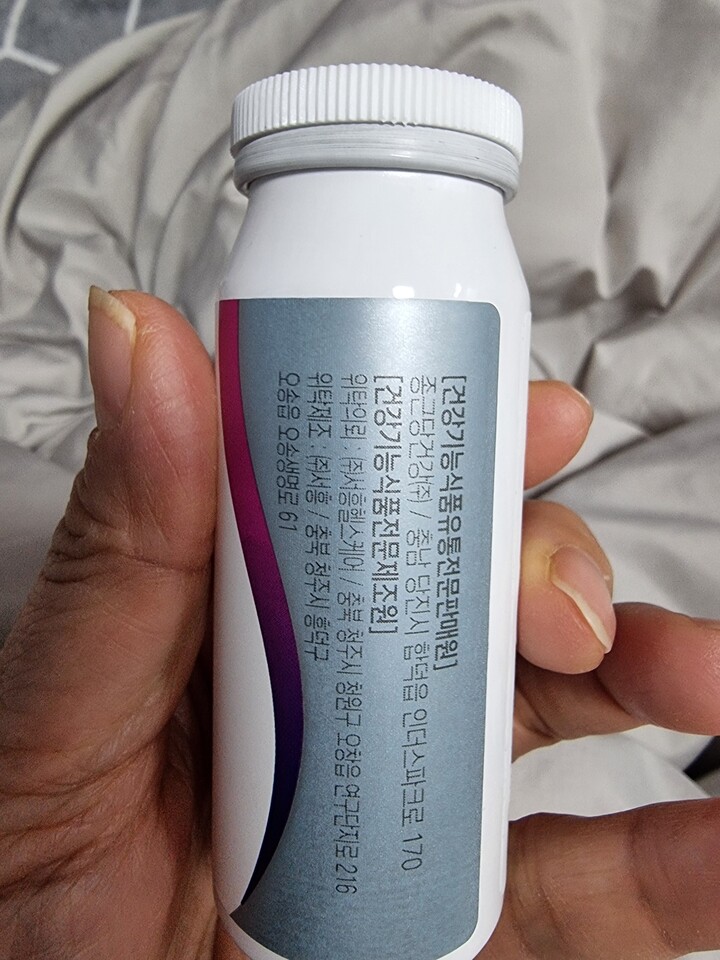 [건강기능식품유통전문판매원]
종근당건강㈜ / 충남 당진시 합덕읍 인더스파크로 170
[건강기능식품전문제조원]
위탁의뢰 : ㈜서흥헬스케어 / 충북 청주시 청원구 오창읍 연구단지로 216
위탁제조 : ㈜서흥 / 충북 청주시 흥덕구
오송읍 오송생명로 61